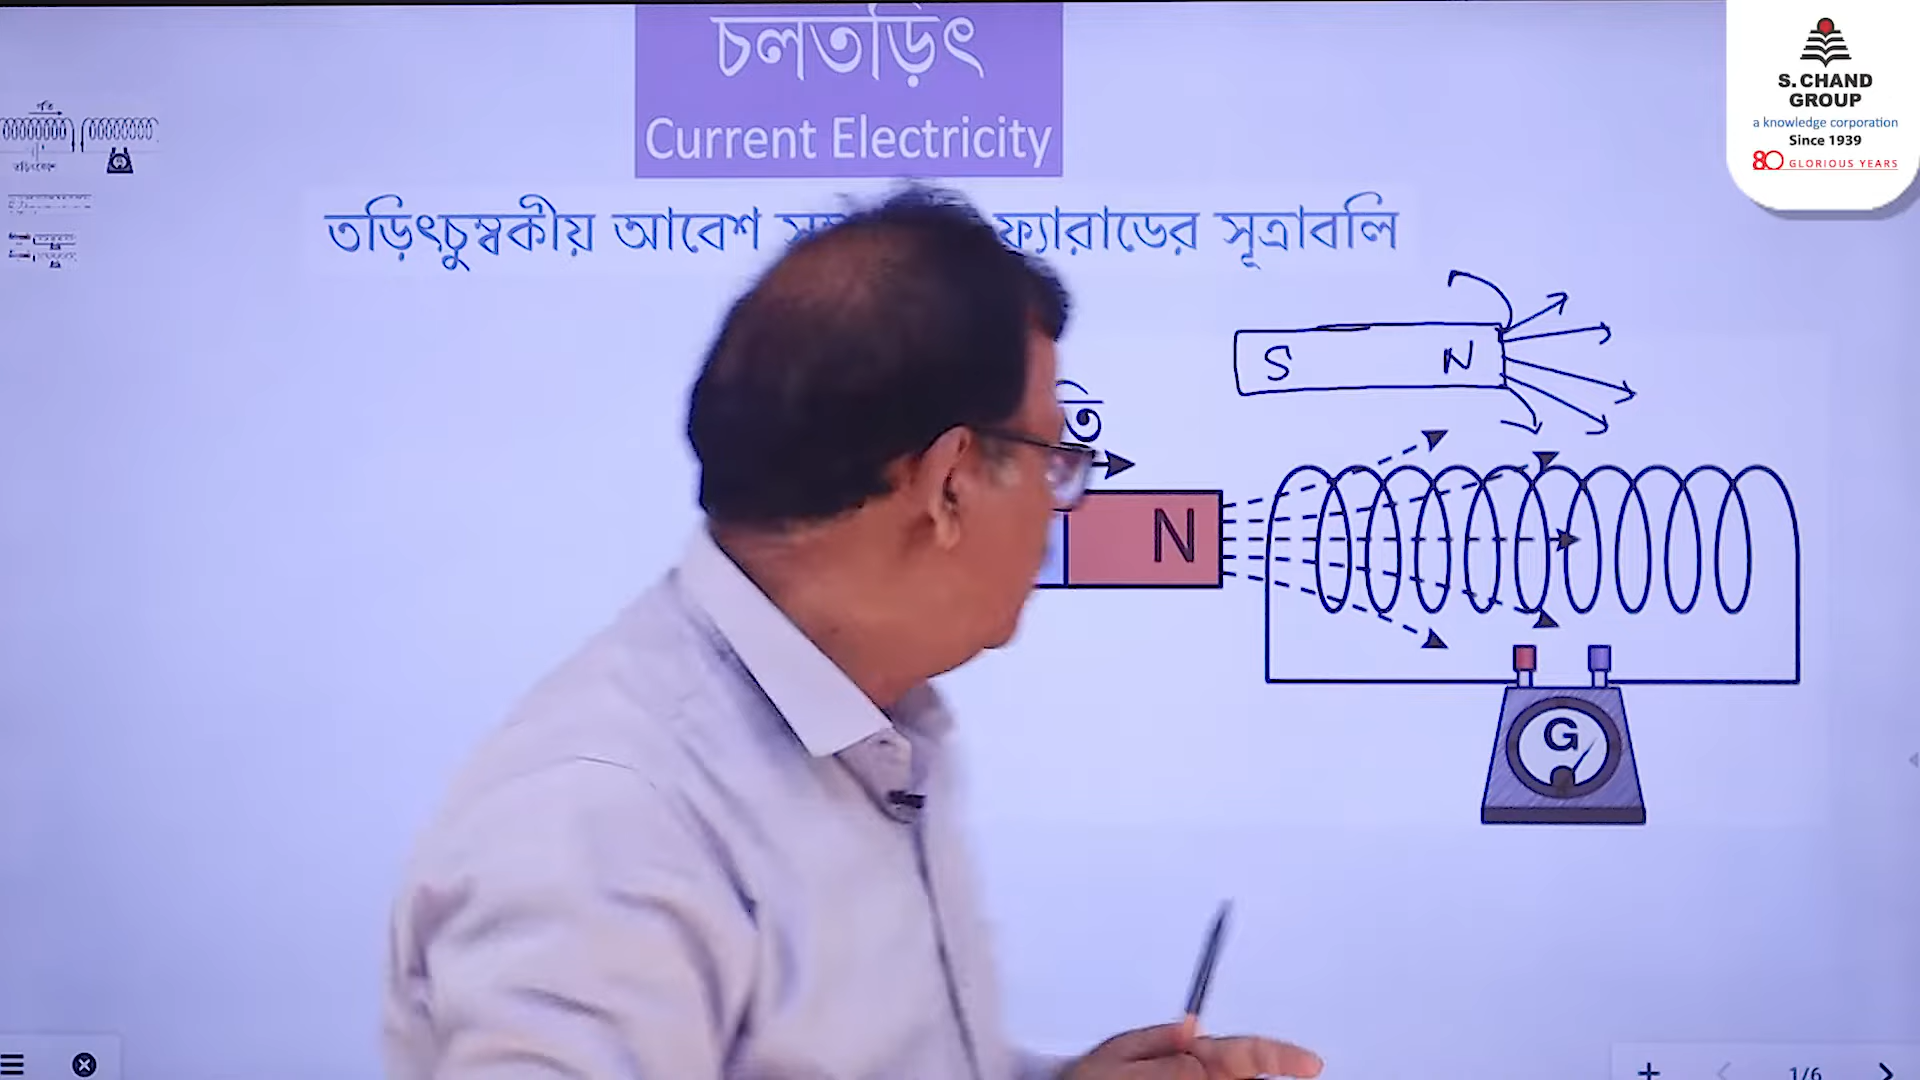 চলতড়িৎ
Current Electricity
S. CHAND
GROUP
a knowledge corporation
Since 1939
80 GLORIOUS YEARS
গতি
তড়িৎচুম্বকীয় আবেশ ফ্যারাডের সূত্রাবলি
S N
N
G
1/6